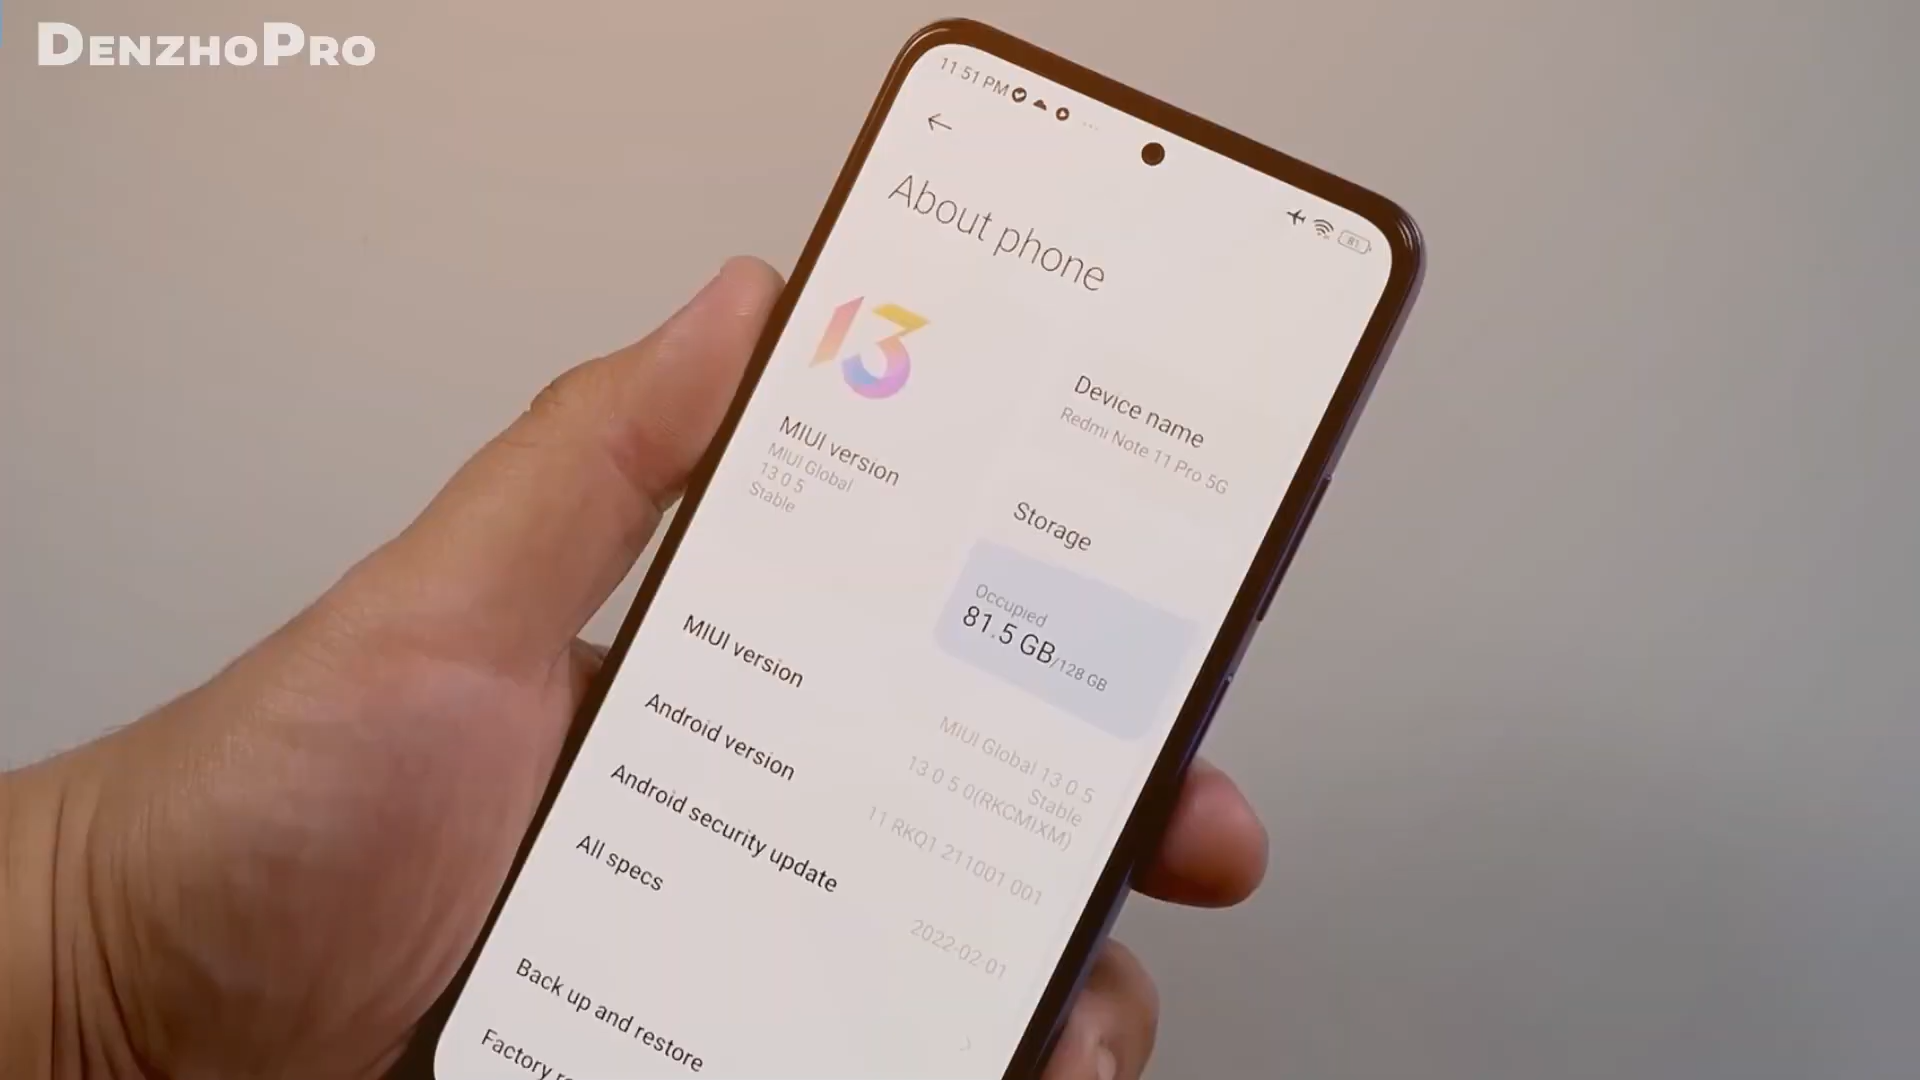 DENZHOPRO
11:51 PM
81
About phone
13
Device name
Redmi Note 11 Pro 5G
MIUI version
MIUI Global
13 0 5
Stable
Storage
Occupied
81.5 GB/128 GB
MIUI version
MIUI Global 13 0 5
Stable
13 0 5 0(RKCMIXM)
Android version
11 RKQ1 211001 001
Android security update
2022-02 01
All specs
Back up and restore
Factory